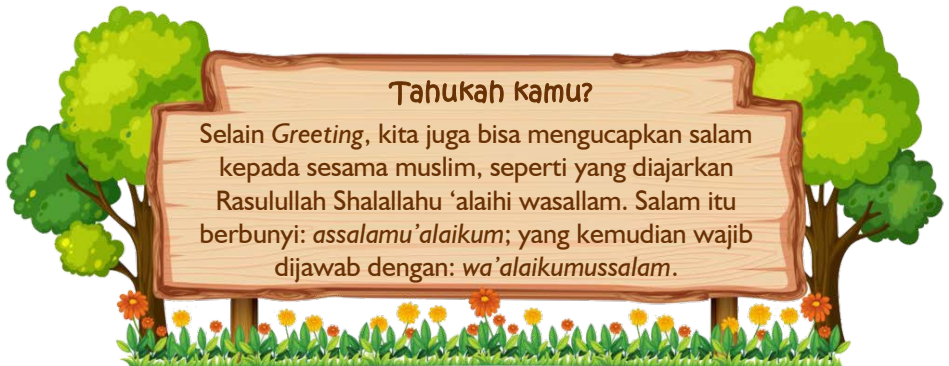 Tahukah kamu?
Selain Greeting, kita juga bisa mengucapkan salam
kepada sesama muslim, seperti yang diajarkan
Rasulullah Shalallahu ‘alaihi wasallam. Salam itu
berbunyi: assalamu’alaikum; yang kemudian wajib
dijawab dengan: wa’alaikumussalam.